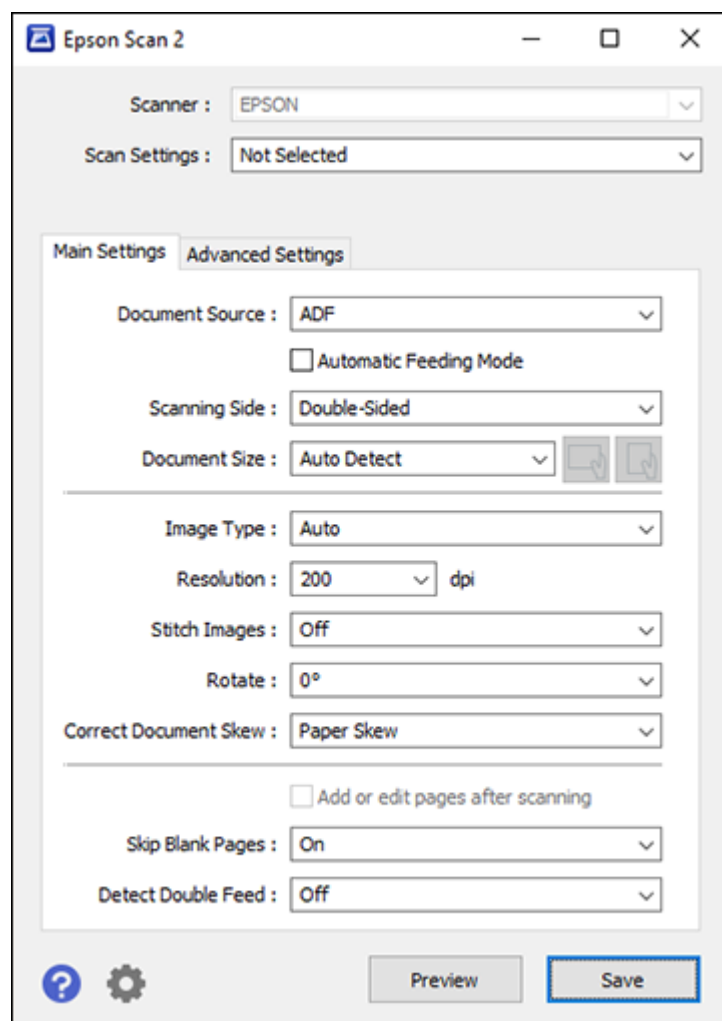 Epson Scan 2
Scanner : EPSON
Scan Settings : Not Selected
Main Settings Advanced Settings
Document Source : ADF
Automatic Feeding Mode
Scanning Side : Double-Sided
Document Size : Auto Detect
Image Type : Auto
Resolution : 200 dpi
Stitch Images : Off
Rotate : 0°
Correct Document Skew : Paper Skew
Add or edit pages after scanning
Skip Blank Pages : On
Detect Double Feed : Off
? Preview Save